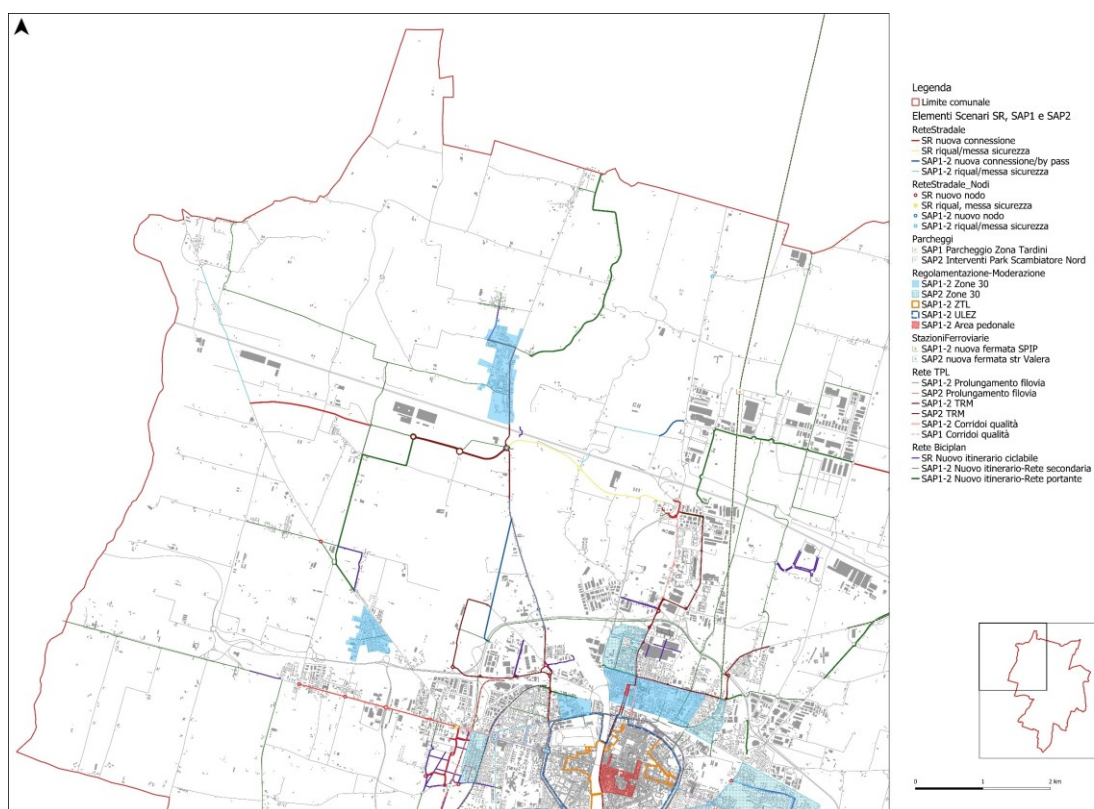 Legenda
Limite comunale
Elementi Scenari SR, SAP1 e SAP2
ReteStradale
SR nuova connessione
SR riqual/messa sicurezza
SAP1-2 nuova connessione/by pass
SAP1-2 riqual/messa sicurezza
ReteStradale_Nodi
SR nuovo nodo
SR riqual, messa sicurezza
SAP1-2 nuovo nodo
SAP1-2 riqual/messa sicurezza
Parcheggi
SAP1 Parcheggio Zona Tardini
SAP2 Interventi Park Scambiatore Nord
Regolamentazione-Moderazione
SAP1-2 Zone 30
SAP2 Zone 30
SAP1-2 ZTL
SAP1-2 ULEZ
SAP1-2 Area pedonale
StazioniFerroviarie
SAP1-2 nuova fermata SPIP
SAP2 nuova fermata str Valera
Rete TPL
SAP1-2 Prolungamento filovia
SAP2 Prolungamento filovia
SAP1-2 TRM
SAP2 TRM
SAP1-2 Corridoi qualità
SAP1 Corridoi qualità
Rete Biciplan
SR Nuovo itinerario ciclabile
SAP1-2 Nuovo itinerario-Rete secondaria
SAP1-2 Nuovo itinerario-Rete portante
0 1 2 km